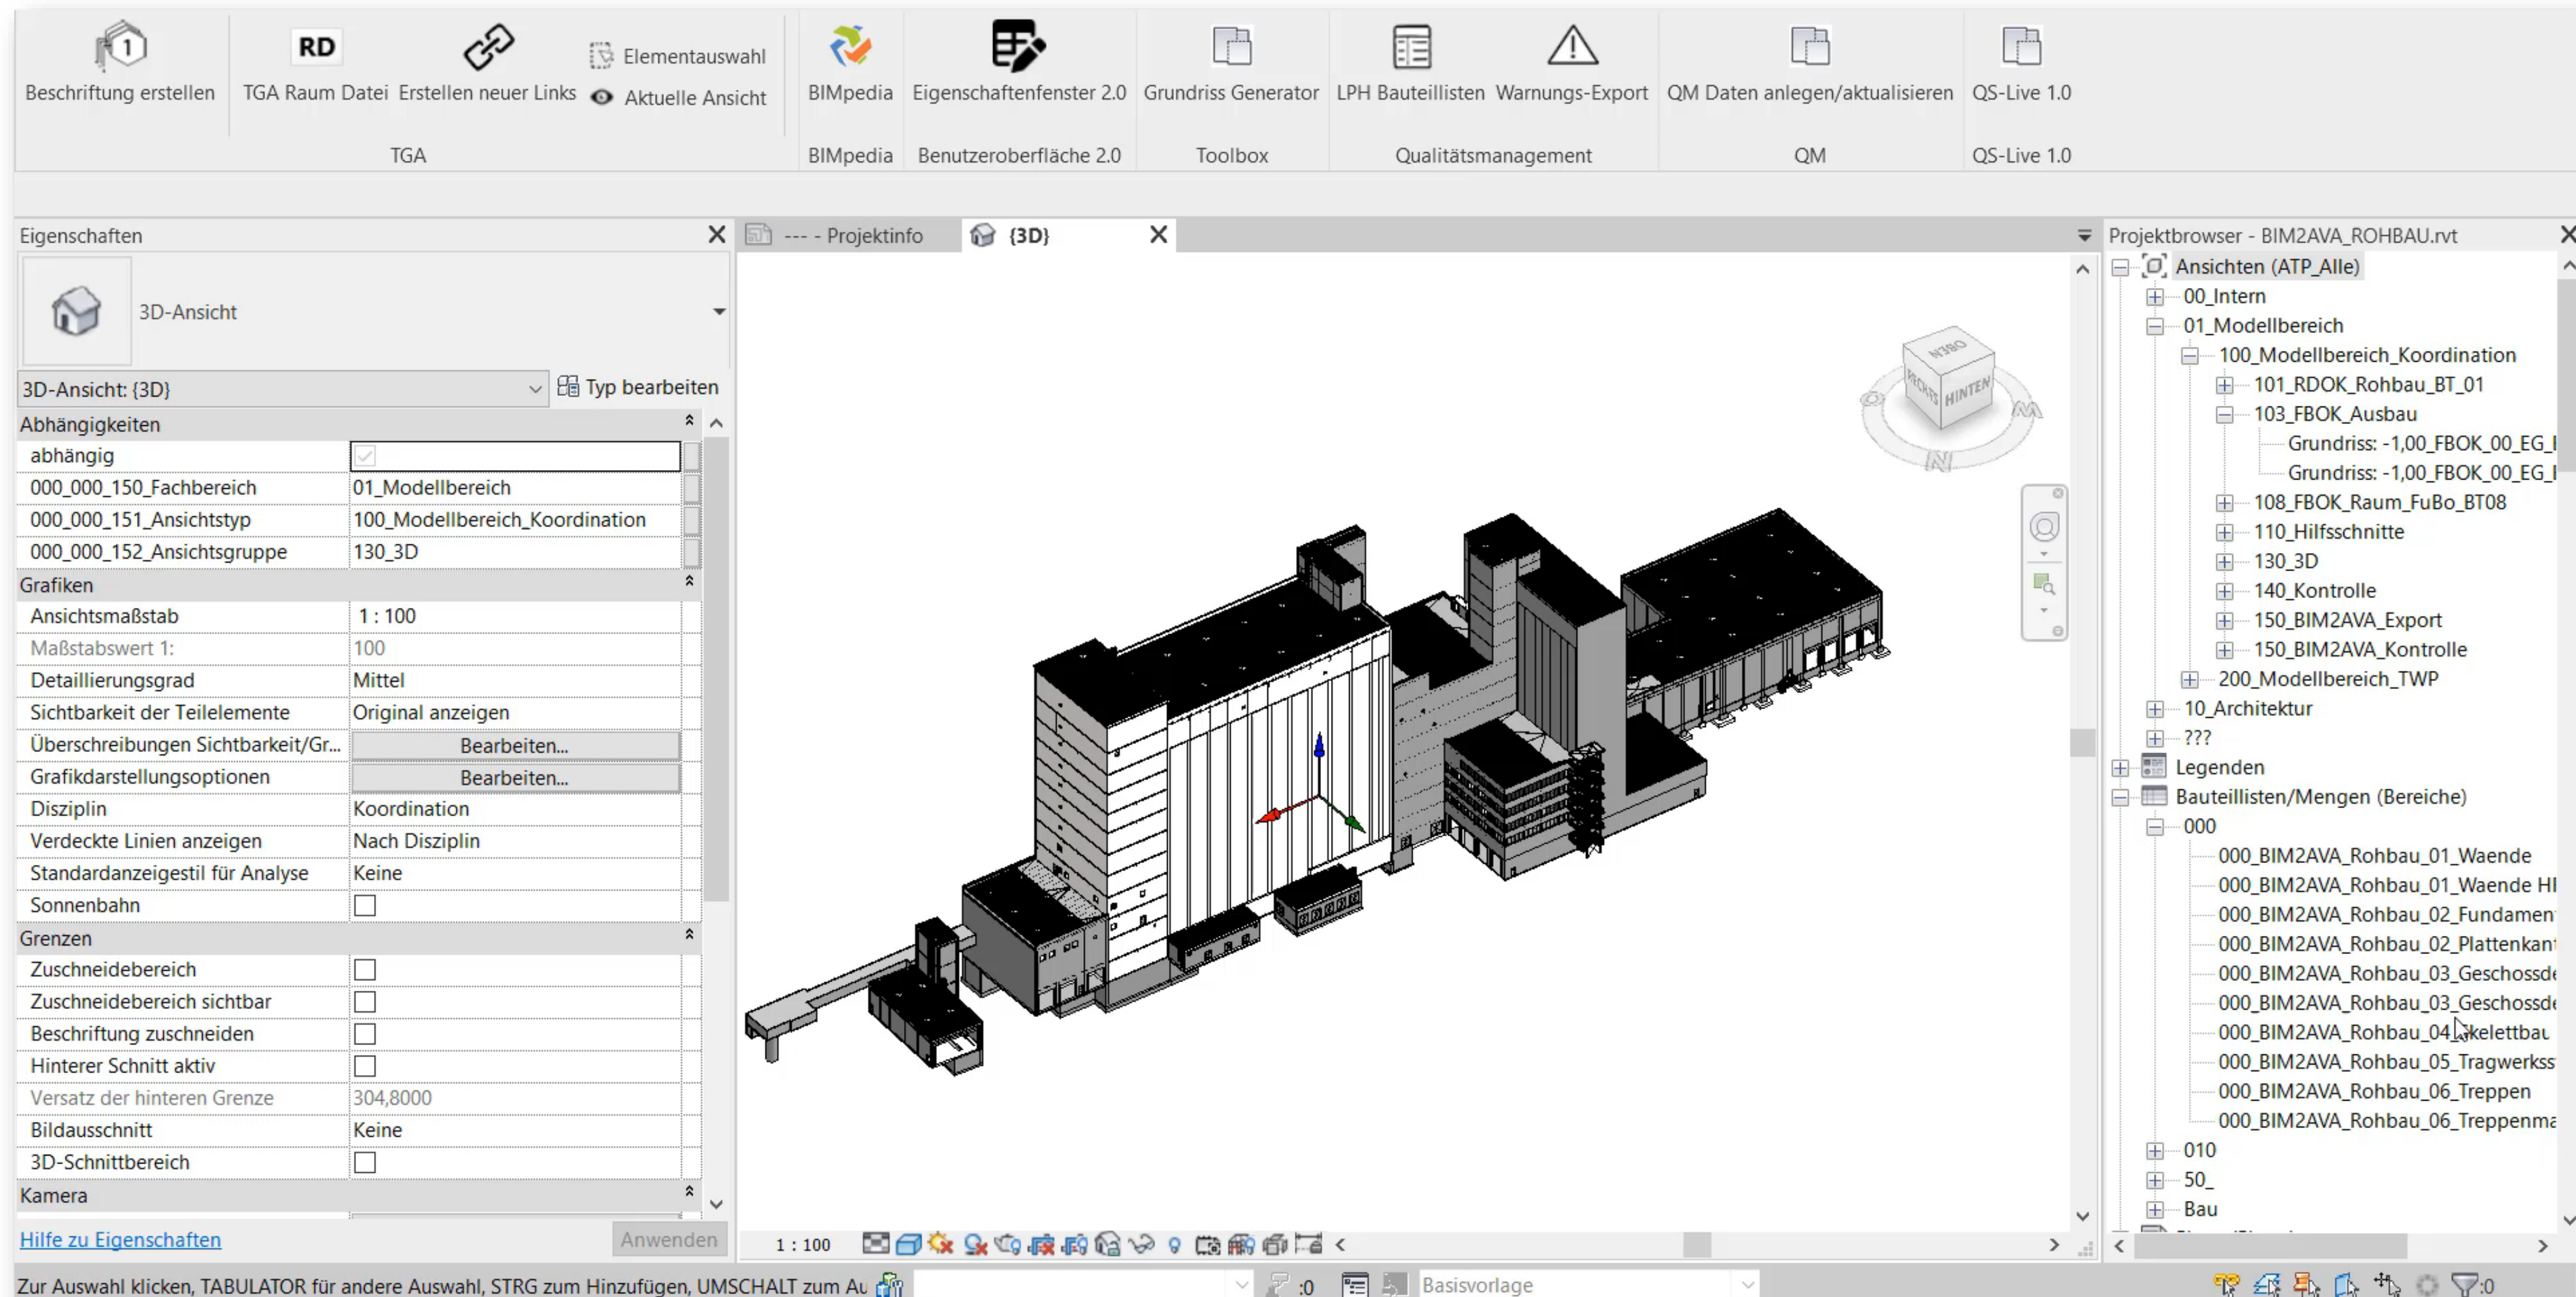 1
RD
Elementauswahl
Beschriftung erstellen
TGA Raum Datei
Erstellen neuer Links
Aktuelle Ansicht
BIMpedia
Eigenschaftenfenster 2.0
Grundriss Generator
LPH Bauteillisten
Warnungs-Export
QM Daten anlegen/aktualisieren
QS-Live 1.0
TGA
BIMpedia
Benutzeroberfläche 2.0
Toolbox
Qualitätsmanagement
QM
QS-Live 1.0
Eigenschaften
3D-Ansicht
3D-Ansicht: {3D}
Typ bearbeiten
Abhängigkeiten
abhängig
000_000_150_Fachbereich 01_Modellbereich
000_000_151_Ansichtstyp 100_Modellbereich_Koordination
000_000_152_Ansichtsgruppe 130_3D
Grafiken
Ansichtsmaßstab 1 : 100
Maßstabswert 1: 100
Detaillierungsgrad Mittel
Sichtbarkeit der Teilelemente Original anzeigen
Überschreibungen Sichtbarkeit/Gr... Bearbeiten...
Grafikdarstellungsoptionen Bearbeiten...
Disziplin Koordination
Verdeckte Linien anzeigen Nach Disziplin
Standardanzeigestil für Analyse Keine
Sonnenbahn
Grenzen
Zuschneidebereich
Zuschneidebereich sichtbar
Beschriftung zuschneiden
Hinterer Schnitt aktiv
Versatz der hinteren Grenze 304,8000
Bildausschnitt Keine
3D-Schnittbereich
Kamera
Hilfe zu Eigenschaften
Anwenden
--- - Projektinfo
{3D}
OBEN
RECHTS
HINTEN
N
1 : 100
Projektbrowser - BIM2AVA_ROHBAU.rvt
Ansichten (ATP_Alle)
00_Intern
01_Modellbereich
100_Modellbereich_Koordination
101_RDOK_Rohbau_BT_01
103_FBOK_Ausbau
Grundriss: -1,00_FBOK_00_EG_
Grundriss: -1,00_FBOK_00_EG_
108_FBOK_Raum_FuBo_BT08
110_Hilfsschnitte
130_3D
140_Kontrolle
150_BIM2AVA_Export
150_BIM2AVA_Kontrolle
200_Modellbereich_TWP
10_Architektur
???
Legenden
Bauteillisten/Mengen (Bereiche)
000
000_BIM2AVA_Rohbau_01_Waende
000_BIM2AVA_Rohbau_01_Waende H
000_BIM2AVA_Rohbau_02_Fundamen
000_BIM2AVA_Rohbau_02_Plattenkan
000_BIM2AVA_Rohbau_03_Geschossde
000_BIM2AVA_Rohbau_03_Geschossde
000_BIM2AVA_Rohbau_04_Skelettbau
000_BIM2AVA_Rohbau_05_Tragwerkss
000_BIM2AVA_Rohbau_06_Treppen
000_BIM2AVA_Rohbau_06_Treppenma
010
50_
Bau
Zur Auswahl klicken, TABULATOR für andere Auswahl, STRG zum Hinzufügen, UMSCHALT zum Au
:0
Basisvorlage
:0